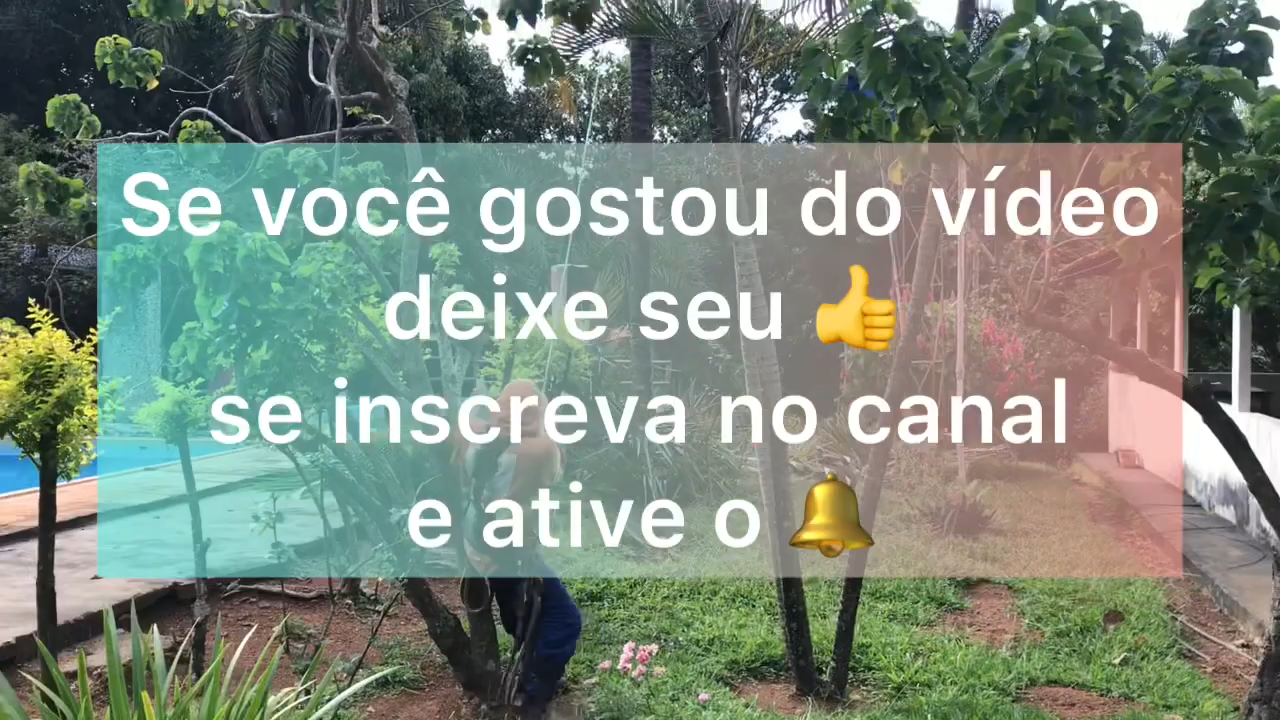 Se você gostou do vídeo
deixe seu 👍
se inscreva no canal
e ative o 🔔